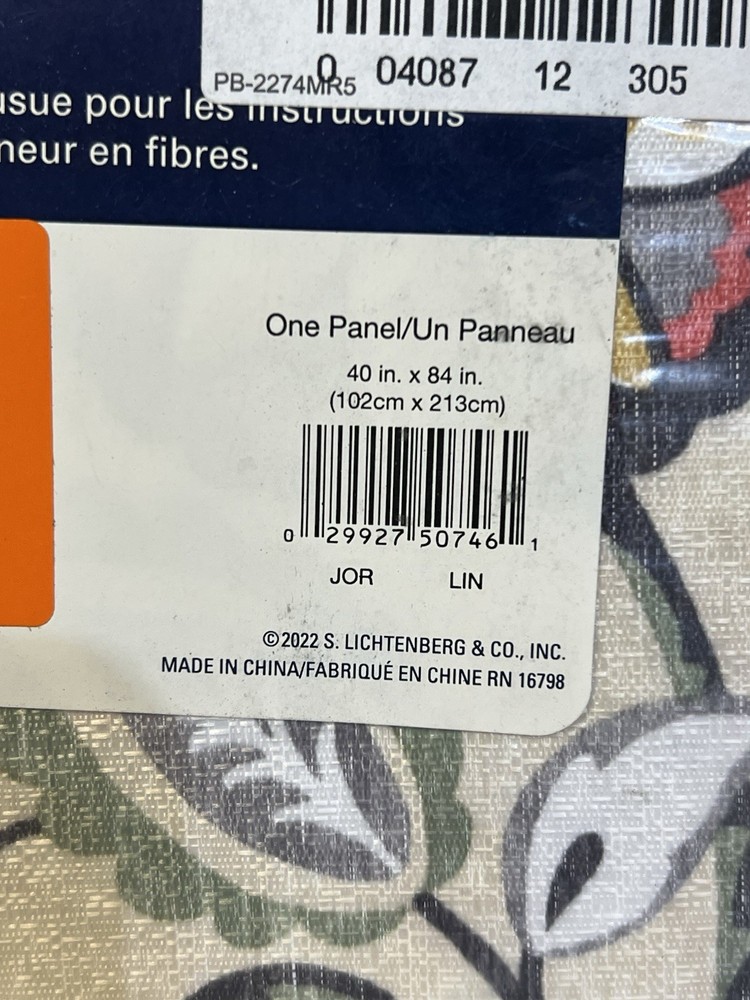 0 04087 12 305
PB-2274MR5
pour les instructions
en fibres.
One Panel/Un Panneau
40 in. x 84 in.
(102cm x 213cm)
0 29927 50746 1
JOR LIN
©2022 S. LICHTENBERG & CO., INC.
MADE IN CHINA/FABRIQUÉ EN CHINE RN 16798